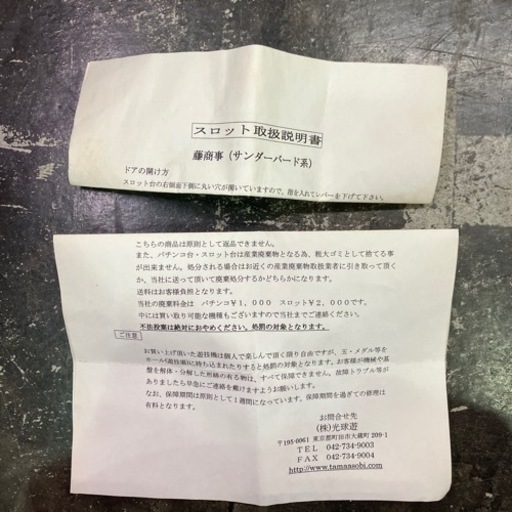 スロット取扱説明書
藤商事(サンダーバード系)
ドアの開け方
スロット台の右側面下側に丸い穴が開いていますので、指を入れてレバーを下げて下さい。
こちらの商品は原則として返品できません。
また、パチンコ台・スロット台は産業廃棄物となる為、粗大ゴミとして捨てる事
が出来ません。処分される場合はお近くの産業廃棄物取扱業者に引き取って頂く
か、当社に送って頂いて廃棄処分するかどちらかになります。
送料はお客様負担となります。
当社の廃棄料金は パチンコ¥1,000 スロット¥2,000です。
中には買い取り可能な機種もございますので当社までご連絡ください。
不法投棄は絶対におやめください。処罰の対象となります。
ご注意
お買い上げ頂いた遊技機は個人で楽しんで頂く限り自由ですが、玉・メダル等を
ホール(遊技場)に持ち込まれたりすると処罰の対象となります。お客様が機械や基
盤を解体・分解した形跡の有る物は、すべて保障できません。故障トラブル等が
ありましたら早急にご連絡を戴けますようお願いします。
なお、保障期間は原則として1週間になっています。保障期間を過ぎての修理は
有料となります。
お問合せ先
(株)光球遊
〒195-0061 東京都町田市大蔵町 209-1
TEL 042-734-9003
FAX 042-734-9004
http://www.tamaasobi.com